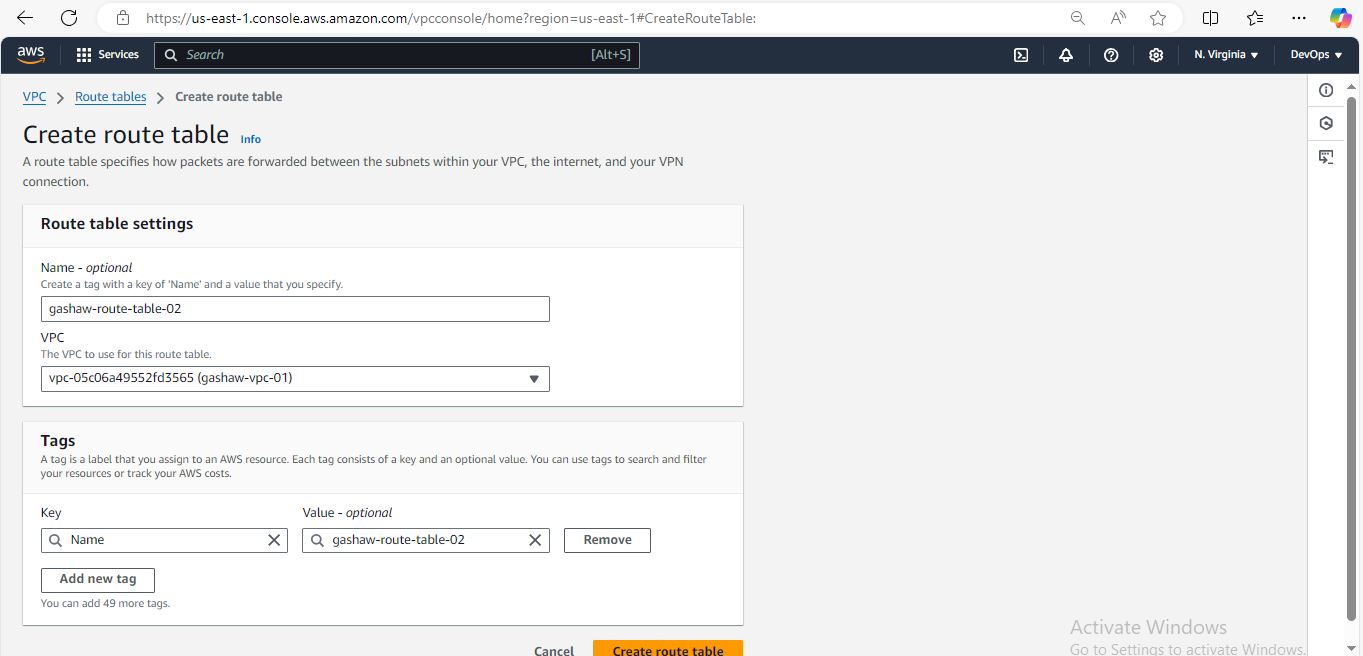 https://us-east-1.console.aws.amazon.com/vpcconsole/home?region=us-east-1#CreateRouteTable:
aws Services Search [Alt+S] N. Virginia DevOps
VPC Route tables Create route table
Create route table Info
A route table specifies how packets are forwarded between the subnets within your VPC, the internet, and your VPN
connection.
Route table settings
Name - optional
Create a tag with a key of 'Name' and a value that you specify.
gashaw-route-table-02
VPC
The VPC to use for this route table.
vpc-05c06a49552fd3565 (gashaw-vpc-01)
Tags
A tag is a label that you assign to an AWS resource. Each tag consists of a key and an optional value. You can use tags to search and filter
your resources or track your AWS costs.
Key Value - optional
Name gashaw-route-table-02 Remove
Add new tag
You can add 49 more tags.
Cancel Create route table
Activate Windows
Go to Settings to activate Windows.